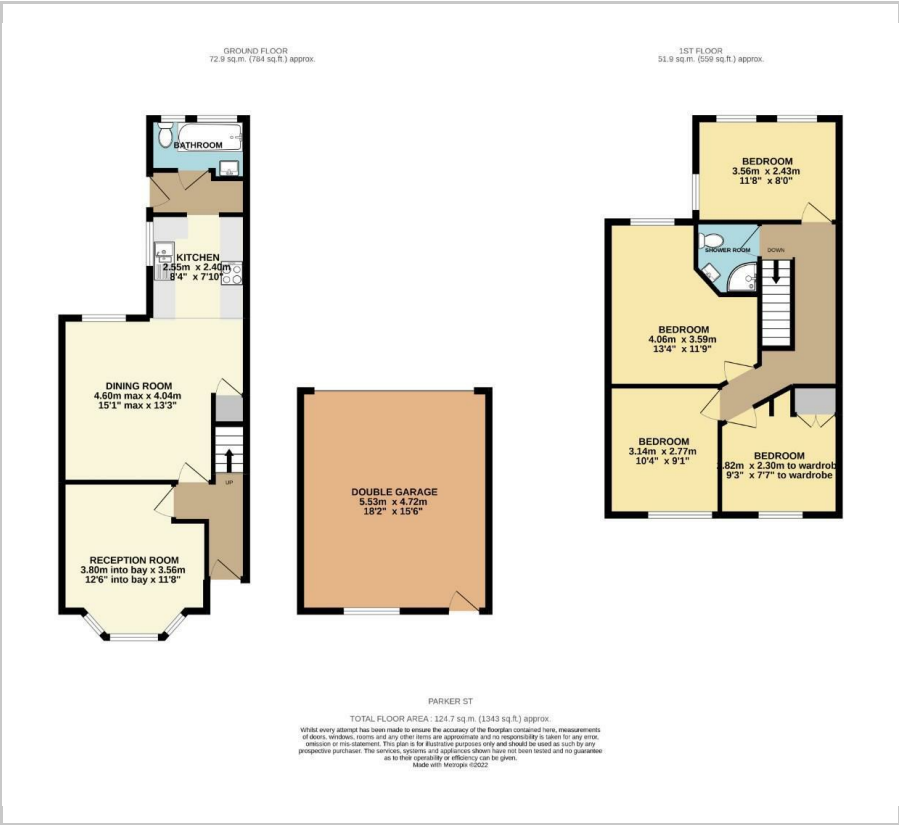 GROUND FLOOR
72.9 sq.m. (784 sq.ft.) approx.
BATHROOM
KITCHEN
2.55m x 2.40m
8'4" x 7'10"
DINING ROOM
4.60m max x 4.04m
15'1" max x 13'3"
UP
RECEPTION ROOM
3.80m into bay x 3.56m
12'6" into bay x 11'8"
DOUBLE GARAGE
5.53m x 4.72m
18'2" x 15'6"
1ST FLOOR
51.9 sq.m. (559 sq.ft.) approx.
BEDROOM
3.56m x 2.43m
11'8" x 8'0"
SHOWER ROOM
DOWN
BEDROOM
4.06m x 3.59m
13'4" x 11'9"
BEDROOM
3.14m x 2.77m
10'4" x 9'1"
BEDROOM
.82m x 2.30m to wardrob
9'3" x 7'7" to wardrobe
PARKER ST
TOTAL FLOOR AREA : 124.7 sq.m. (1343 sq.ft.) approx.
Whilst every attempt has been made to ensure the accuracy of the floorplan contained here, measurements
of doors, windows, rooms and any other items are approximate and no responsibility is taken for any error,
omission or mis-statement. This plan is for illustrative purposes only and should be used as such by any
prospective purchaser. The services, systems and appliances shown have not been tested and no guarantee
as to their operability or efficiency can be given.
Made with Metropix ©2022